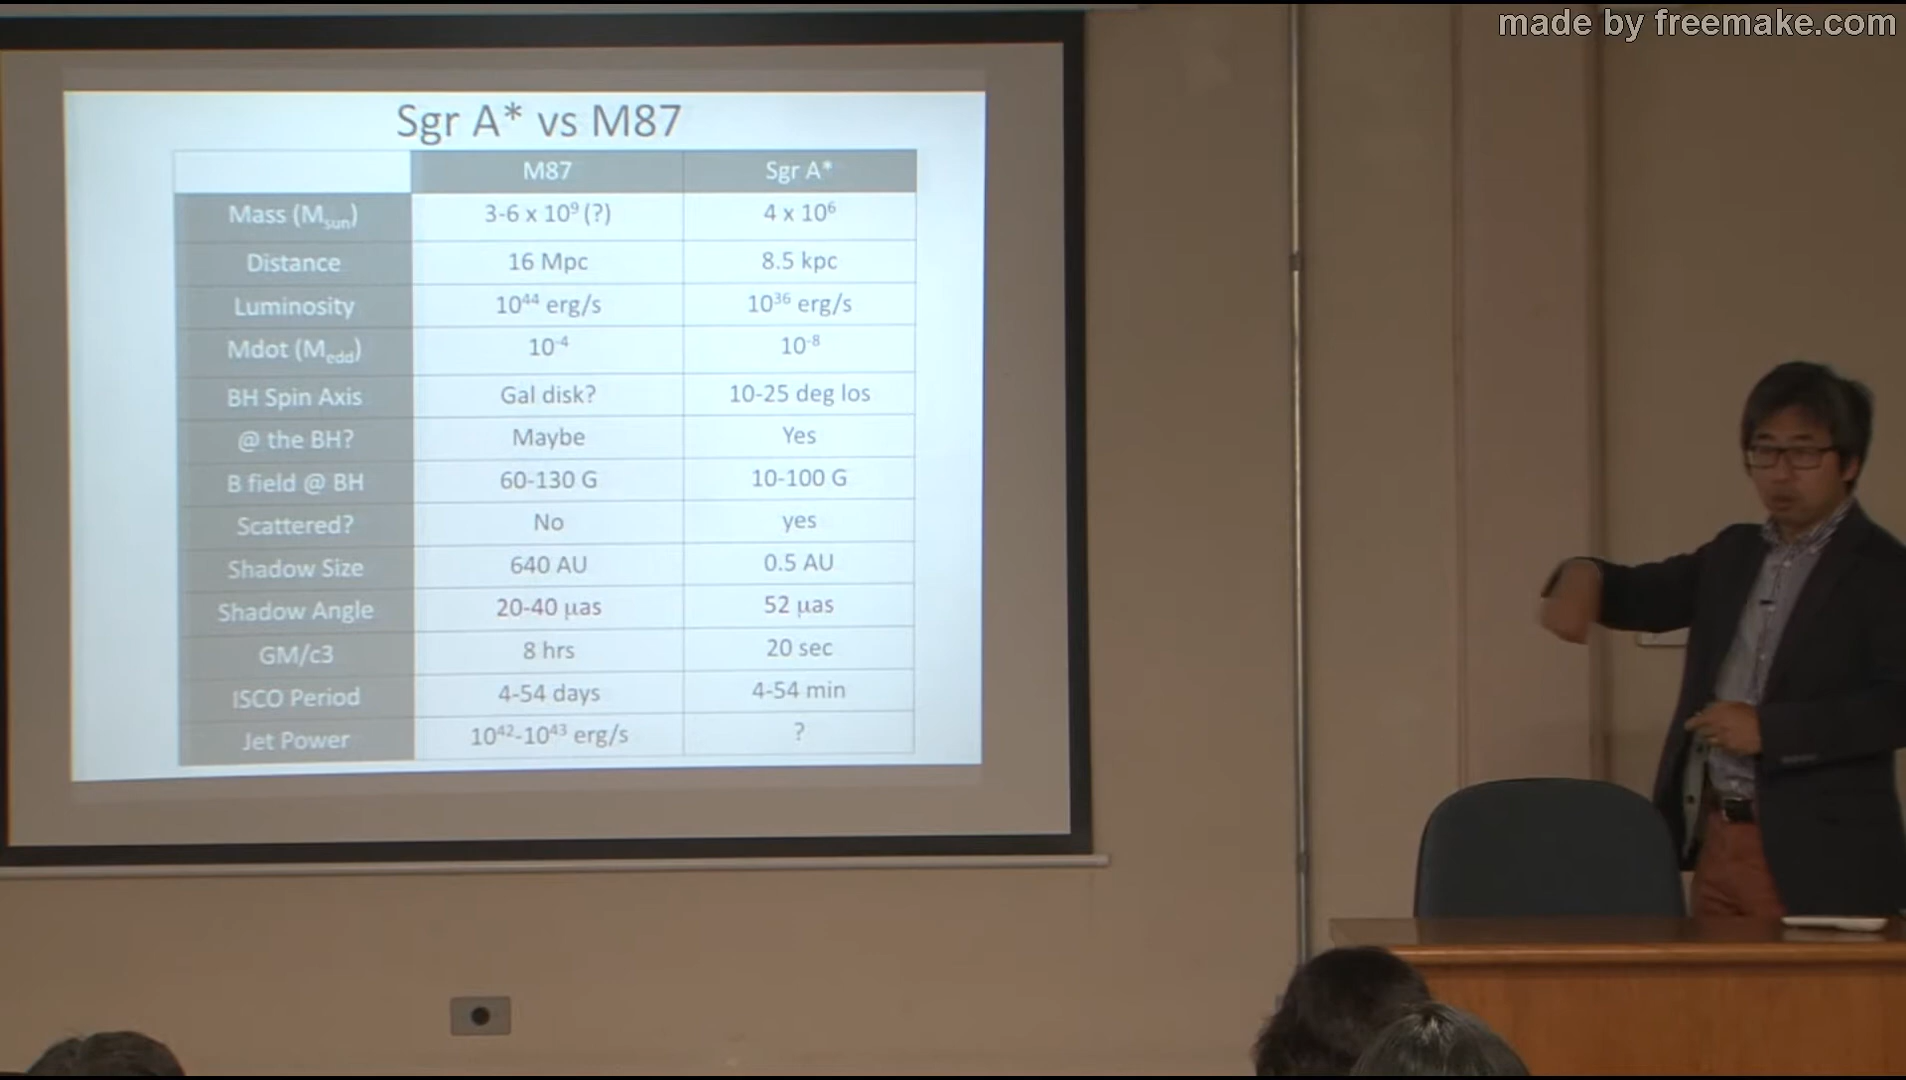 made by freemake.com
Sgr A* vs M87
M87 Sgr A*
Mass (Msun) 3-6 x 10⁹ (?) 4 x 10⁶
Distance 16 Mpc 8.5 kpc
Luminosity 10⁴⁴ erg/s 10³⁶ erg/s
Mdot (Medd) 10⁻⁴ 10⁻⁸
BH Spin Axis Gal disk? 10-25 deg los
@ the BH? Maybe Yes
B field @ BH 60-130 G 10-100 G
Scattered? No yes
Shadow Size 640 AU 0.5 AU
Shadow Angle 20-40 μas 52 μas
GM/c3 8 hrs 20 sec
ISCO Period 4-54 days 4-54 min
Jet Power 10⁴²-10⁴³ erg/s ?